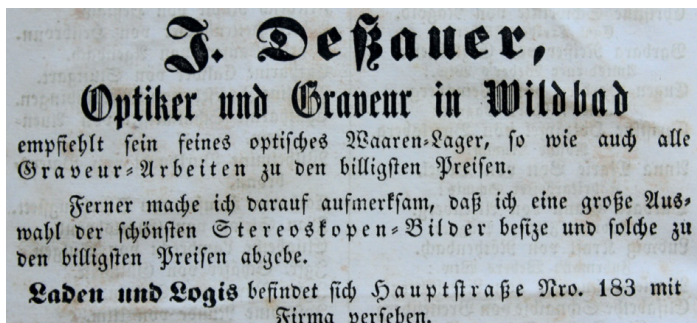 J. Deßauer,
Optiker und Graveur in Wildbad
empfiehlt sein feines optisches Waaren-Lager, so wie auch alle
Graveur-Arbeiten zu den billigsten Preisen.
Ferner mache ich darauf aufmerksam, daß ich eine große Aus-
wahl der schönsten Stereoskopen-Bilder besize und solche zu
den billigsten Preisen abgebe.
Laden und Logis befindet sich Hauptstraße Nro. 183 mit
Firma versehen.